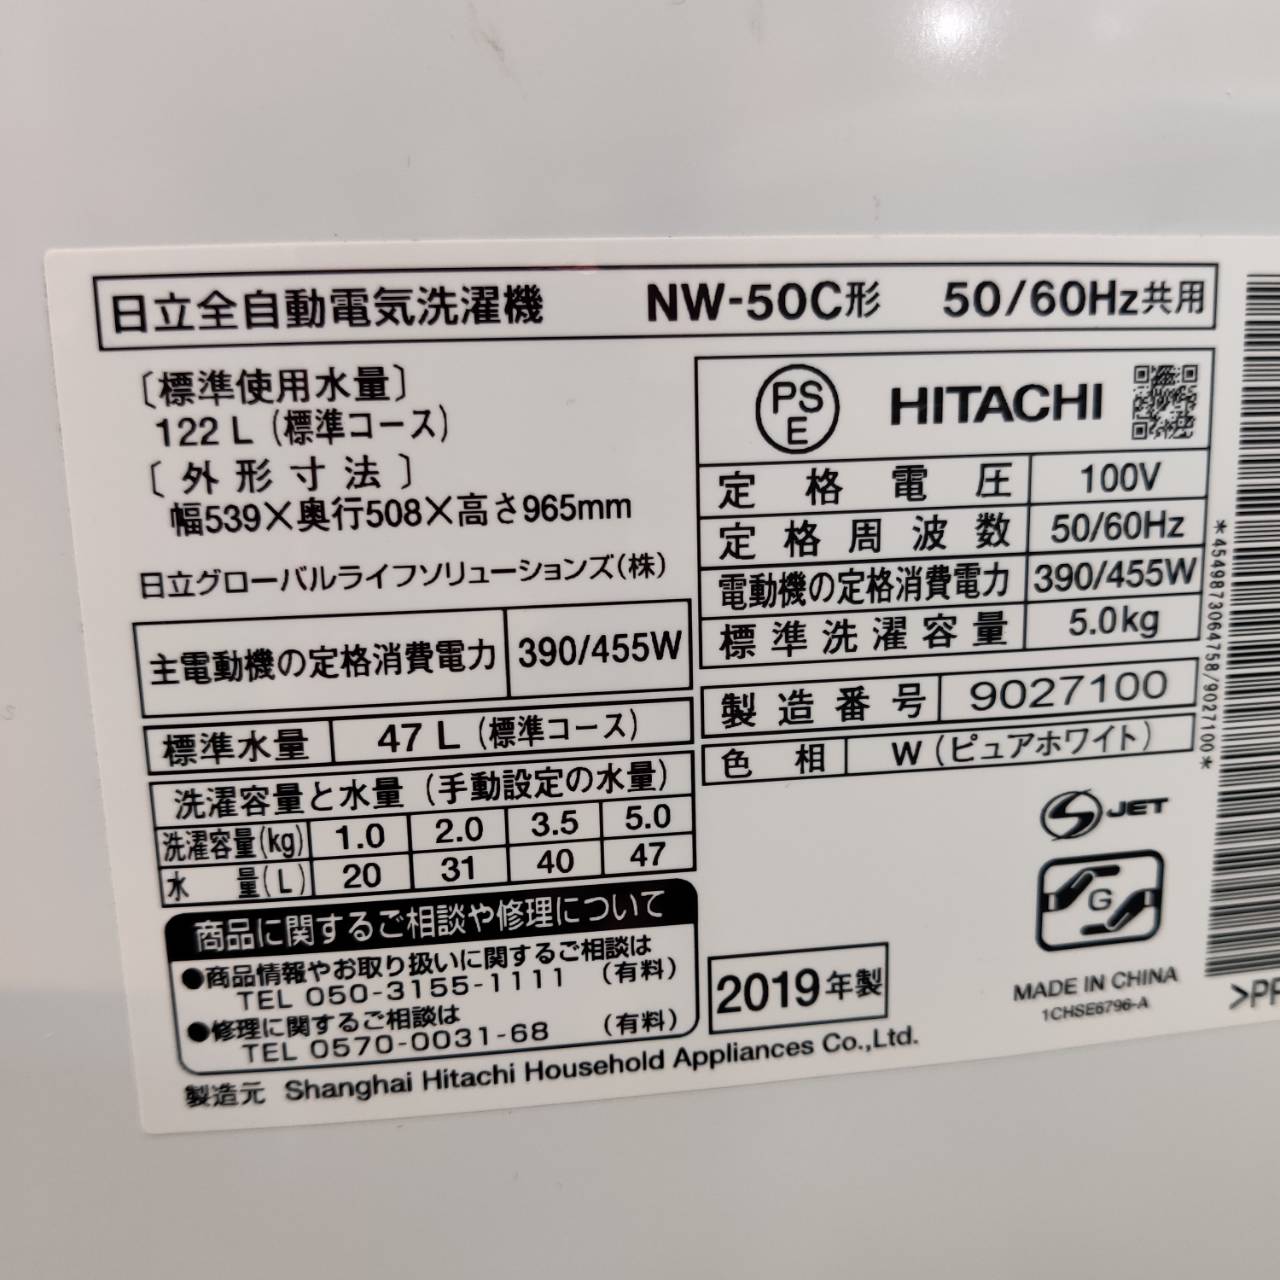 日立全自動電気洗濯機 NW-50C形 50/60Hz共用
〔標準使用水量〕
122 L (標準コース)
〔外形寸法〕
幅539×奥行508×高さ965mm
日立グローバルライフソリューションズ(株)
主電動機の定格消費電力 390/455W
標準水量 47 L (標準コース)
洗濯容量と水量 (手動設定の水量)
洗濯容量(kg) 1.0 2.0 3.5 5.0
水 量(L) 20 31 40 47
商品に関するご相談や修理について
●商品情報やお取り扱いに関するご相談は
TEL 050-3155-1111 (有料)
●修理に関するご相談は
TEL 0570-0031-68 (有料)
製造元 Shanghai Hitachi Household Appliances Co.,Ltd.
PS
E
HITACHI
定格電圧 100V
定格周波数 50/60Hz
電動機の定格消費電力 390/455W
標準洗濯容量 5.0kg
製造番号 9027100
色相 W (ピュアホワイト)
S JET
G
2019年製
MADE IN CHINA
1CHSE6796-A
*4549873064758/9027100*
>PP